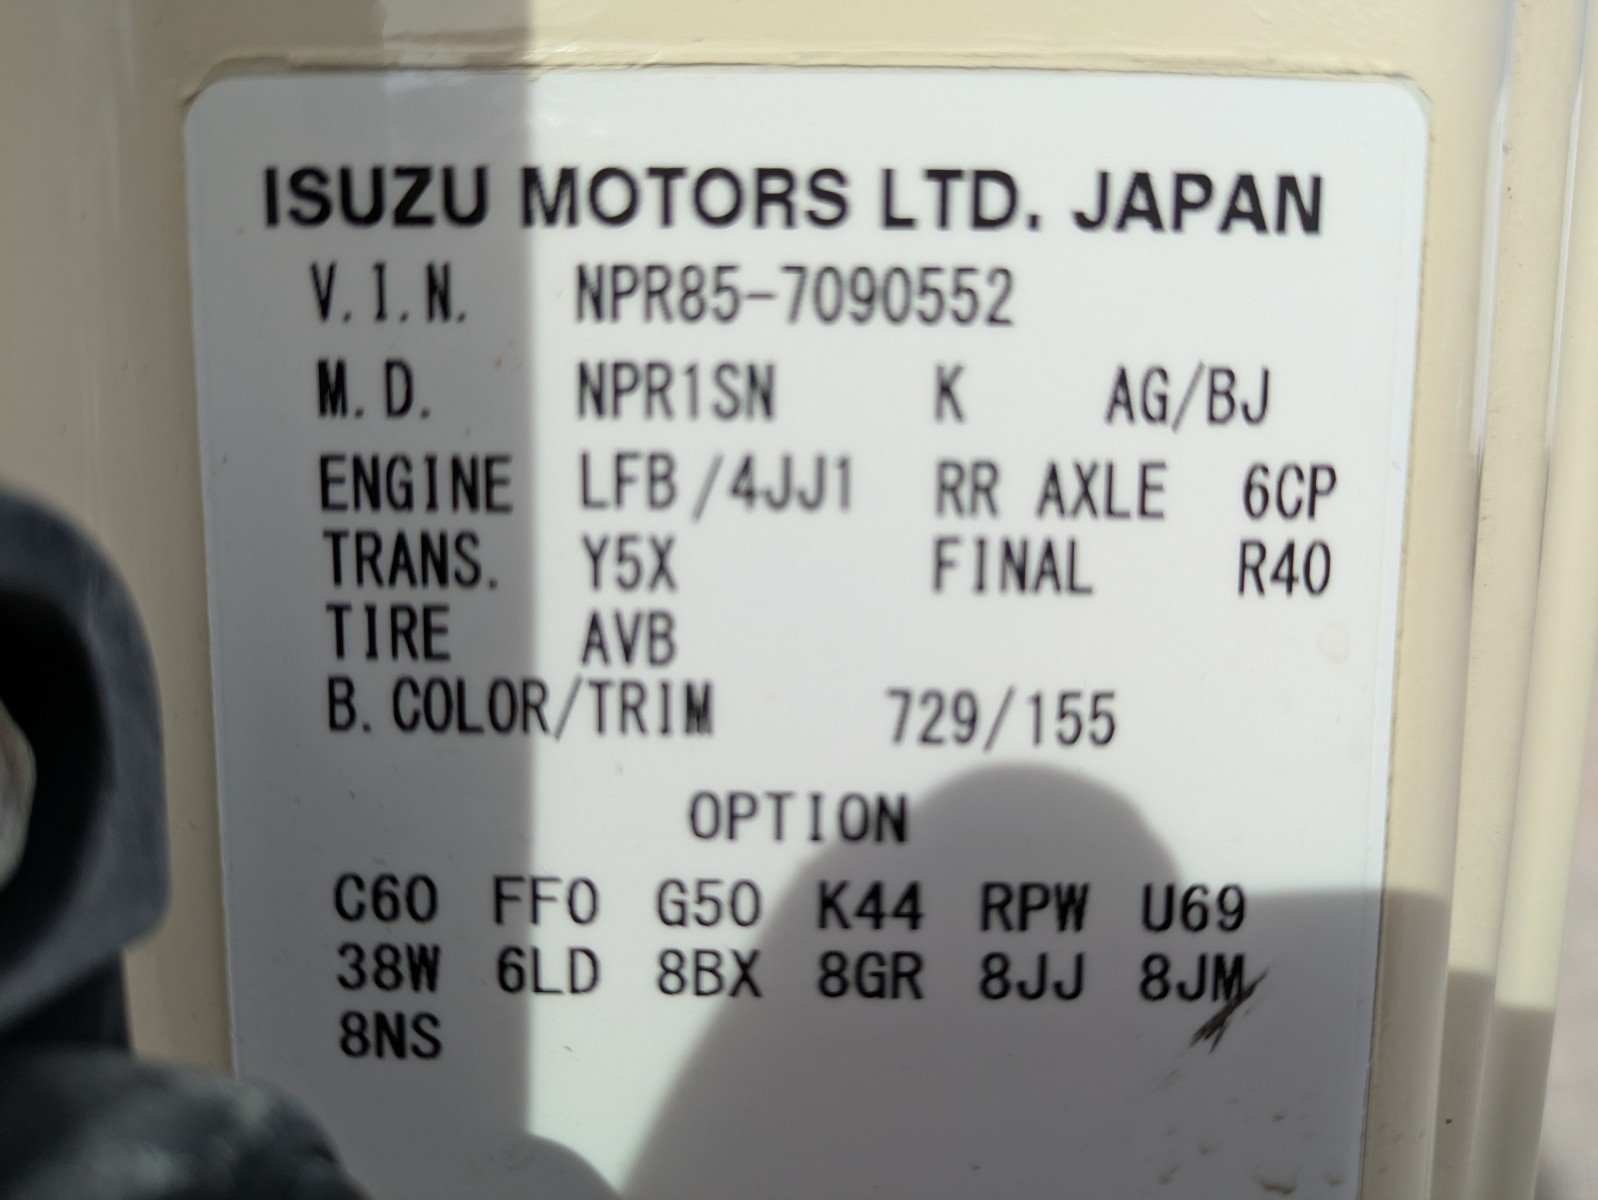 ISUZU MOTORS LTD. JAPAN
V.I.N. NPR85-7090552
M.D. NPR1SN K AG/BJ
ENGINE LFB/4JJ1 RR AXLE 6CP
TRANS. Y5X FINAL R40
TIRE AVB
B.COLOR/TRIM 729/155
OPTION
C60 FF0 G50 K44 RPW U69
38W 6LD 8BX 8GR 8JJ 8JM
8NS